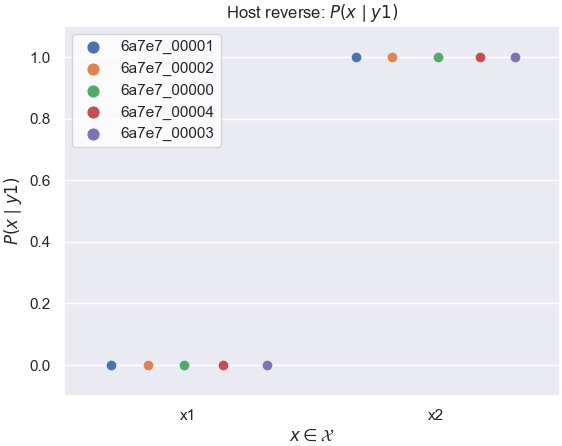 Host reverse: P(x | y1)
1.0
0.8
0.6
0.4
0.2
0.0
P(x | y1)
6a7e7_00001
6a7e7_00002
6a7e7_00000
6a7e7_00004
6a7e7_00003
x1 x2
x ∈ 𝒳